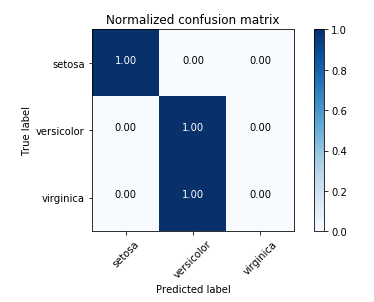 Normalized confusion matrix
True label
setosa
versicolor
virginica
1.00 0.00 0.00
0.00 1.00 0.00
0.00 1.00 0.00
setosa
versicolor
virginica
Predicted label
1.0
0.8
0.6
0.4
0.2
0.0